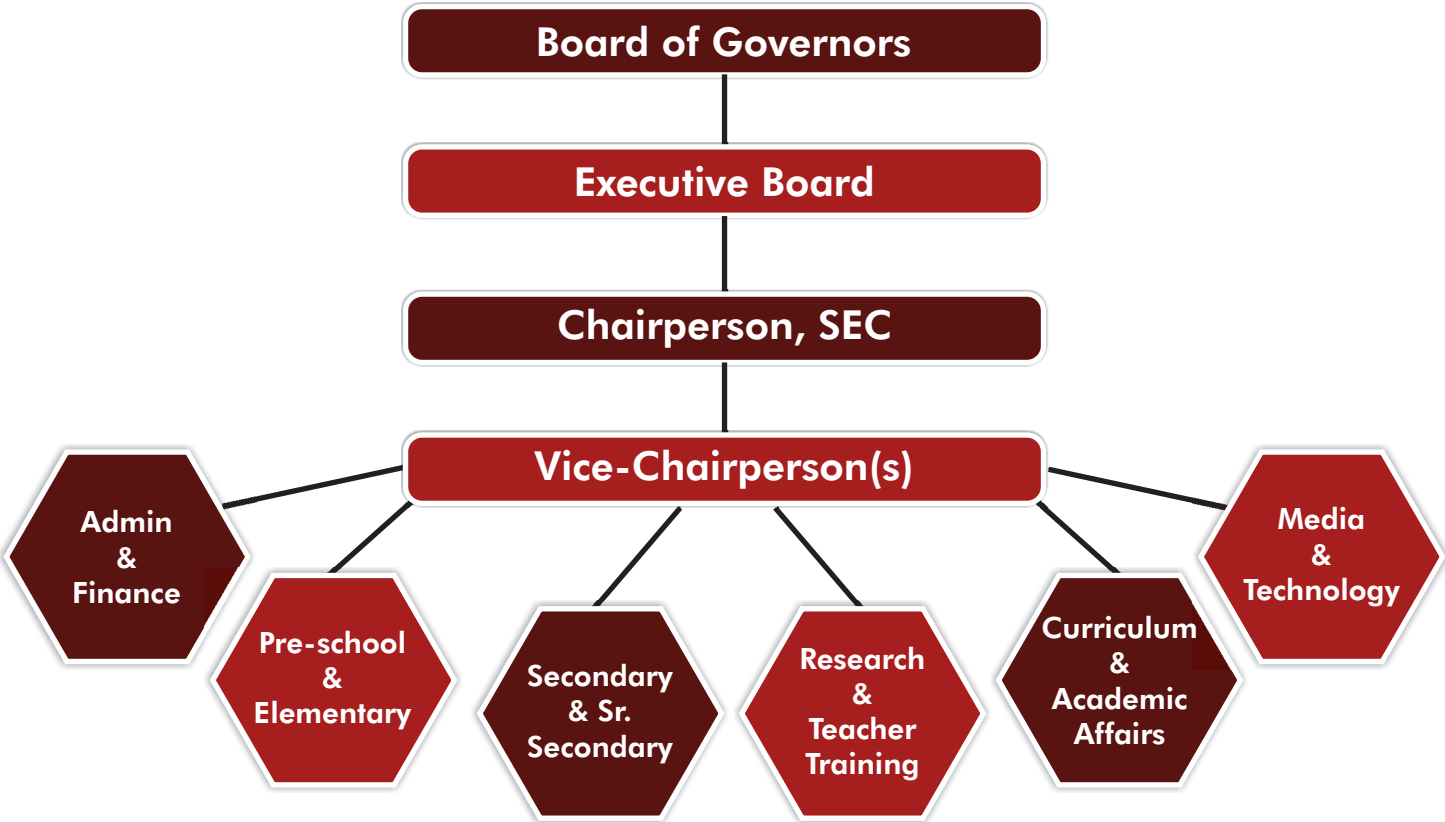 Board of Governors
Executive Board
Chairperson, SEC
Vice-Chairperson(s)
Admin
&
Finance
Pre-school
&
Elementary
Secondary
& Sr.
Secondary
Research
&
Teacher
Training
Curriculum
&
Academic
Affairs
Media
&
Technology